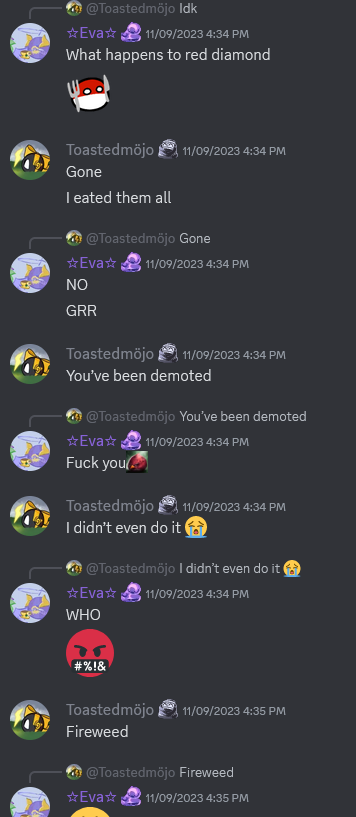 @Toastedmöjo Idk
☆Eva☆ 11/09/2023 4:34 PM
What happens to red diamond
Toastedmöjo 11/09/2023 4:34 PM
Gone
I eated them all
@Toastedmöjo Gone
☆Eva☆ 11/09/2023 4:34 PM
NO
GRR
Toastedmöjo 11/09/2023 4:34 PM
You’ve been demoted
@Toastedmöjo You’ve been demoted
☆Eva☆ 11/09/2023 4:34 PM
Fuck you
Toastedmöjo 11/09/2023 4:34 PM
I didn’t even do it 😭
@Toastedmöjo I didn’t even do it 😭
☆Eva☆ 11/09/2023 4:34 PM
WHO
#%!&
Toastedmöjo 11/09/2023 4:35 PM
Fireweed
@Toastedmöjo Fireweed
☆Eva☆ 11/09/2023 4:35 PM